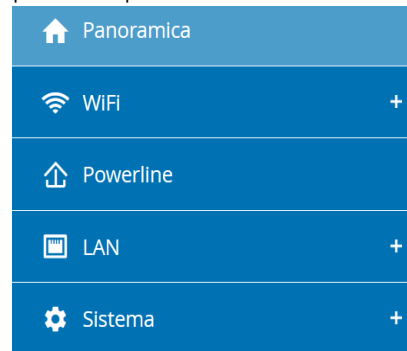 Panoramica
WiFi +
Powerline
LAN +
Sistema +